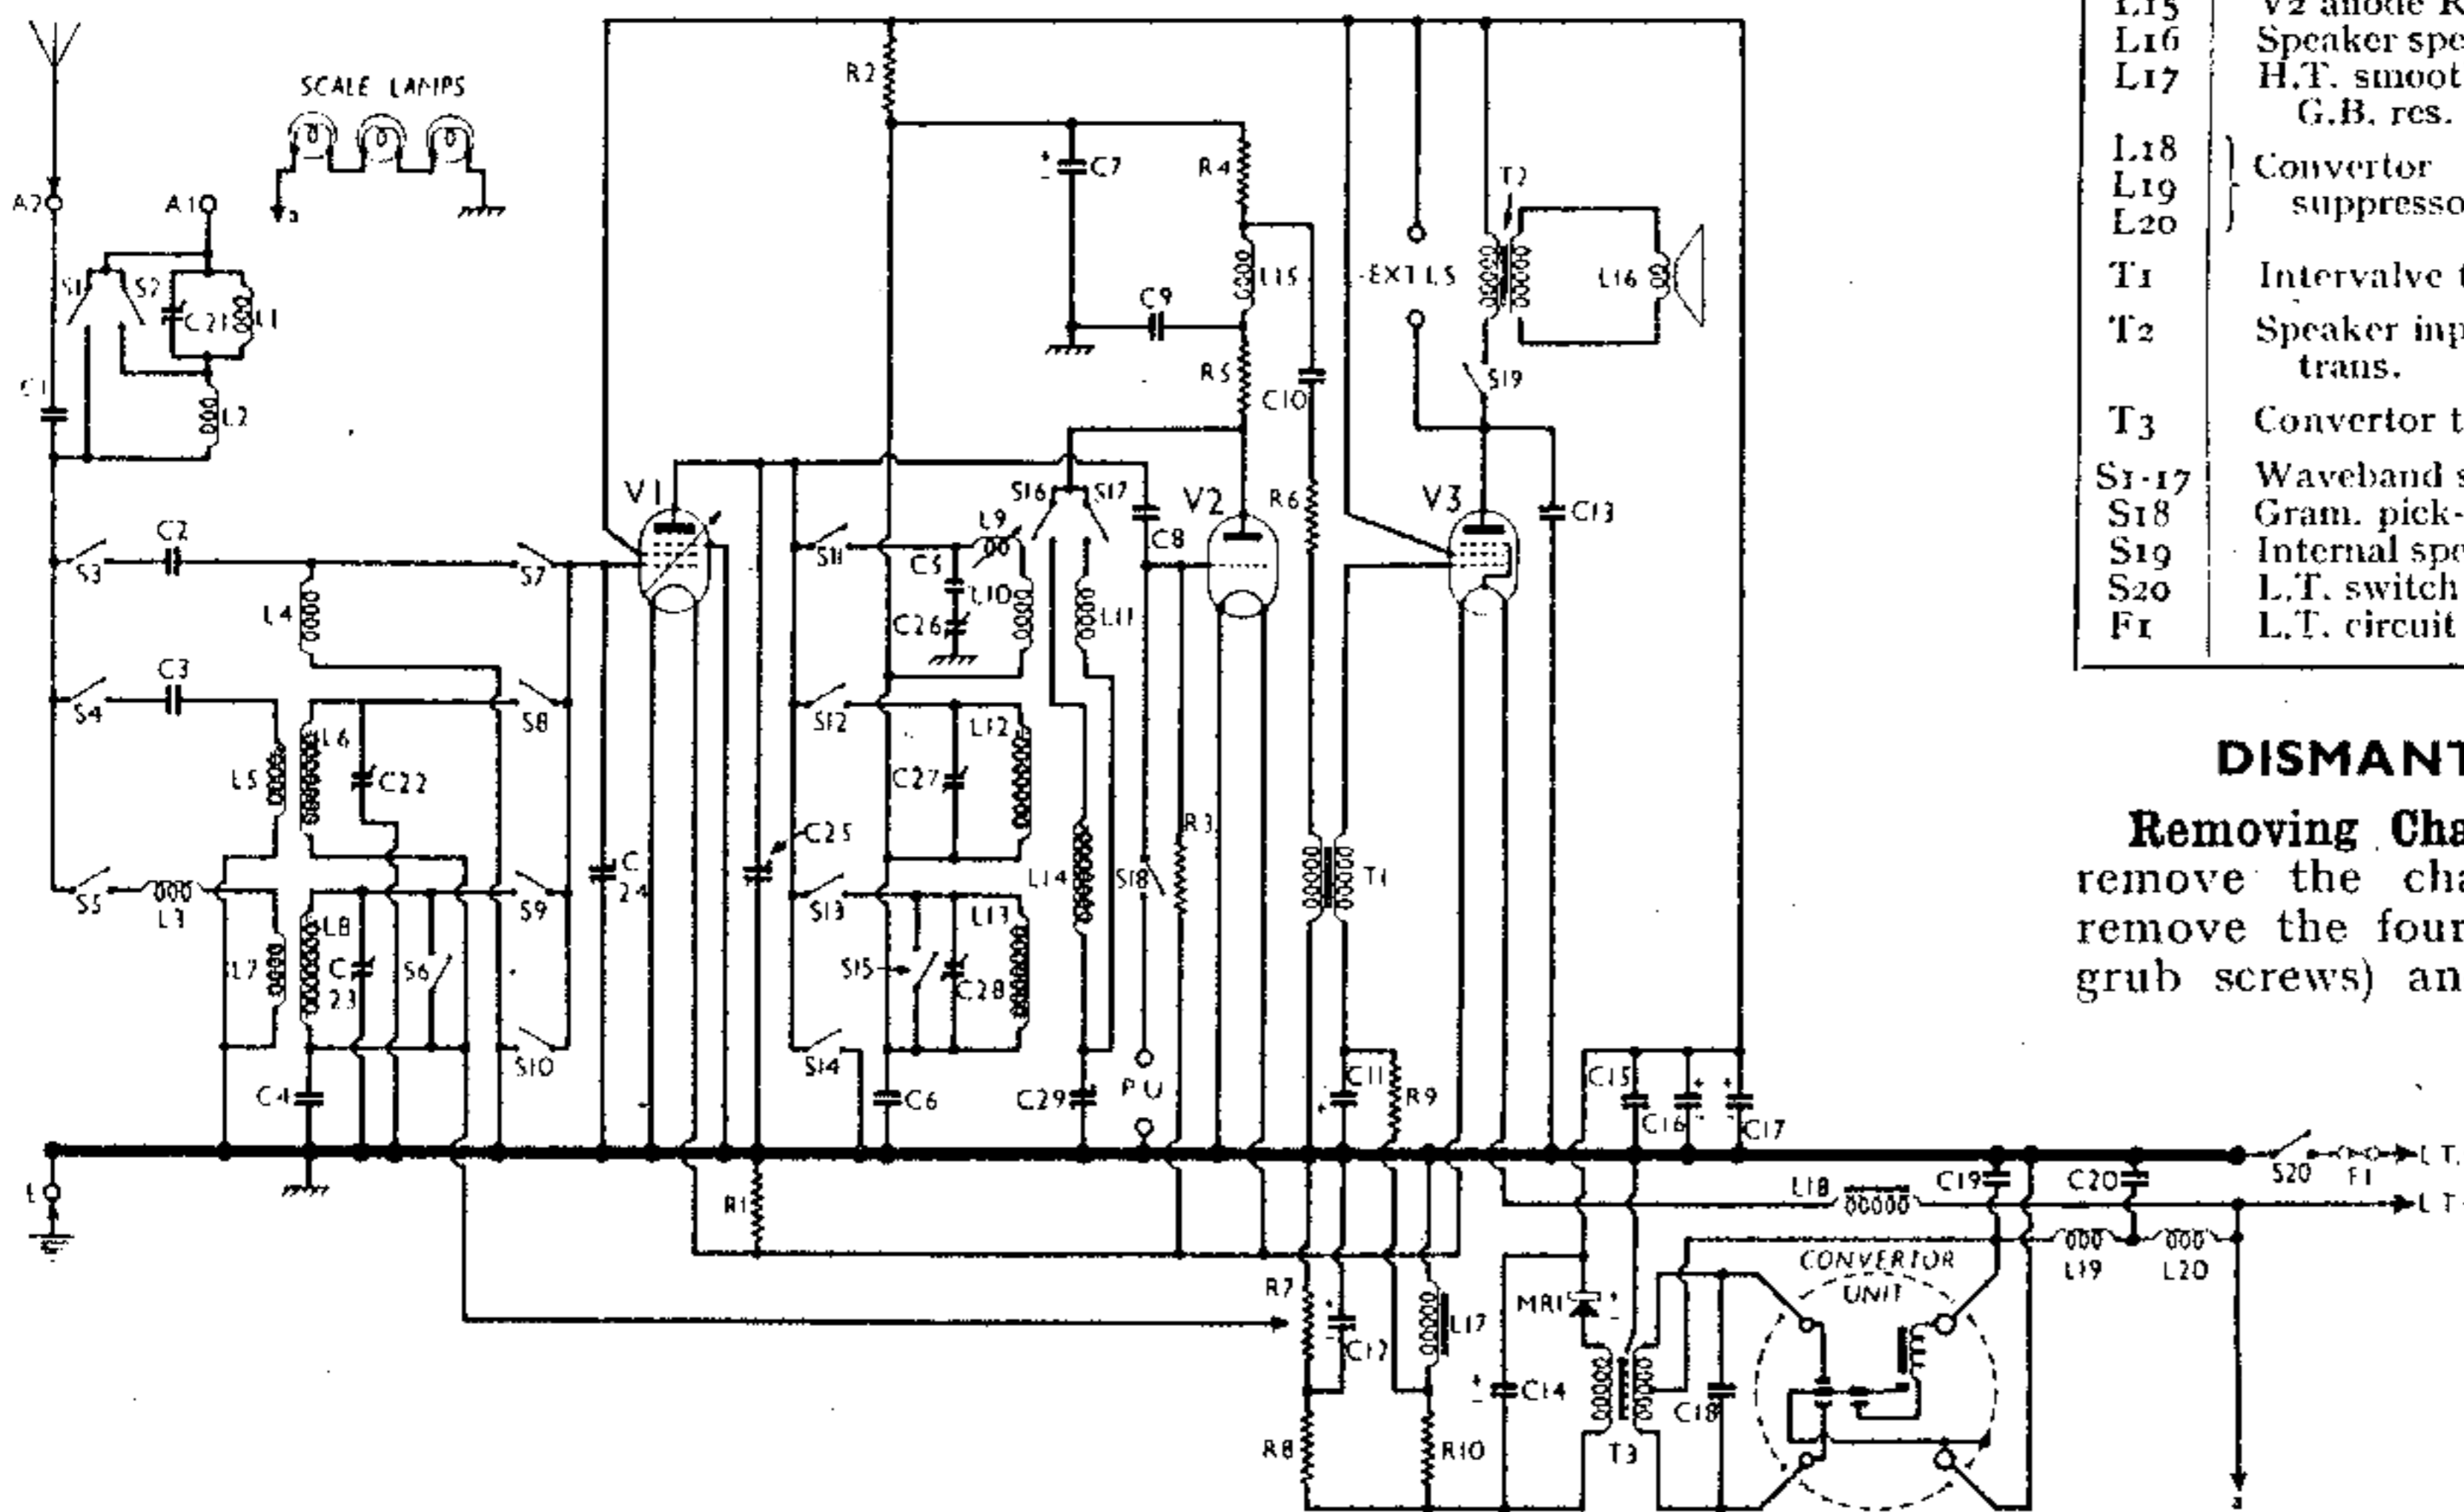 SCALE LAMPS
a
A2
A1
S1
S2
C21
L1
C1
L2
R2
C7
R4
T2
EXT LS
L15
L16
C9
R5
C10
S19
V1
S16
S17
V2
R6
V3
C13
C8
S3
C2
S7
S11
C5
L9
L10
L11
C26
L4
C3
S4
S8
S12
L12
L5
L6
C22
C27
R3
C25
C24
L14
S18
T1
S5
L3
S9
S13
L13
L7
L8
C23
S6
S15
C28
S10
S14
C4
C6
C29
P U
C11
R9
C15
C16
C17
E
R1
L18
C19
C20
S20
F1
L T
L T
CONVERTOR
UNIT
L19
L20
R7
MR1
C12
L17
C14
C18
R8
R10
T3
a
L15 V2 anode R
L16 Speaker spe
L17 H.T. smoot
G.B. res.
L18
L19 Convertor
L20 suppresso
T1 Intervalve t
T2 Speaker inp
trans.
T3 Convertor t
S1-17 Waveband s
S18 Gram. pick-
S19 Internal spe
S20 L.T. switch
F1 L.T. circuit
DISMANT
Removing Cha
remove the cha
remove the four
grub screws) an